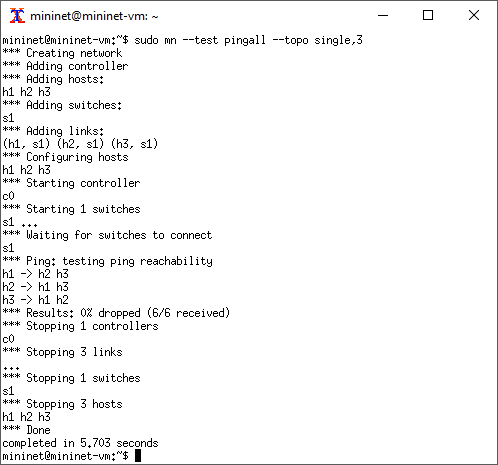 mininet@mininet-vm: ~
mininet@mininet-vm:~$ sudo mn --test pingall --topo single,3
*** Creating network
*** Adding controller
*** Adding hosts:
h1 h2 h3
*** Adding switches:
s1
*** Adding links:
(h1, s1) (h2, s1) (h3, s1)
*** Configuring hosts
h1 h2 h3
*** Starting controller
c0
*** Starting 1 switches
s1 ...
*** Waiting for switches to connect
s1
*** Ping: testing ping reachability
h1 -> h2 h3
h2 -> h1 h3
h3 -> h1 h2
*** Results: 0% dropped (6/6 received)
*** Stopping 1 controllers
c0
*** Stopping 3 links
...
*** Stopping 1 switches
s1
*** Stopping 3 hosts
h1 h2 h3
*** Done
completed in 5.703 seconds
mininet@mininet-vm:~$